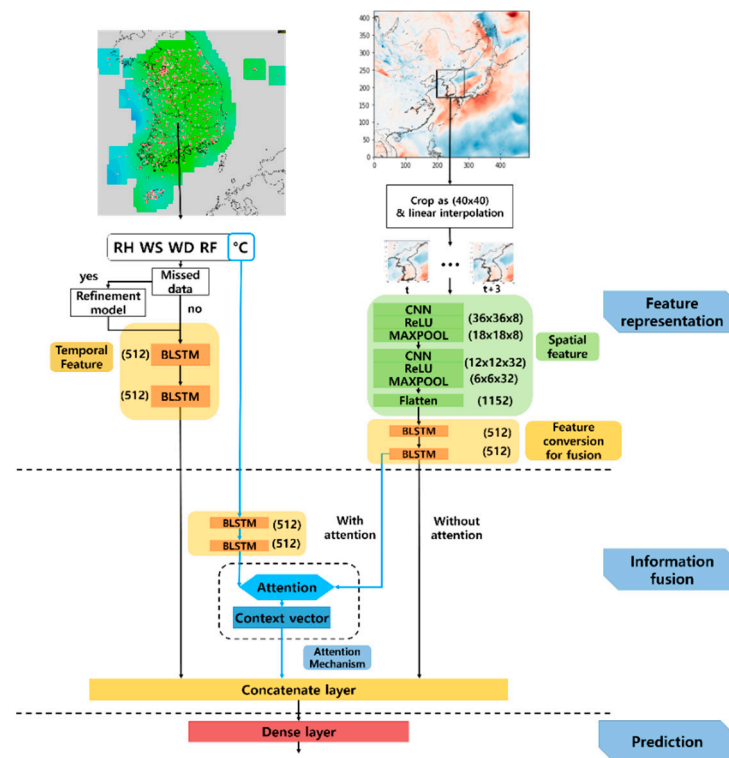 400
350
300
250
200
150
100
50
0
0 100 200 300 400
Crop as (40x40)
& linear interpolation
RH WS WD RF °C
yes
Missed
data
Refinement
model
no
t
...
t+3
Feature
representation
CNN
ReLU
MAXPOOL
(36x36x8)
(18x18x8)
Spatial
feature
CNN
ReLU
MAXPOOL
(12x12x32)
(6x6x32)
Flatten
(1152)
Temporal
Feature
(512)
BLSTM
(512)
BLSTM
BLSTM
(512)
BLSTM
(512)
Feature
conversion
for fusion
BLSTM
(512)
BLSTM
(512)
With
attention
Without
attention
Information
fusion
Attention
Context vector
Attention
Mechanism
Concatenate layer
Dense layer
Prediction